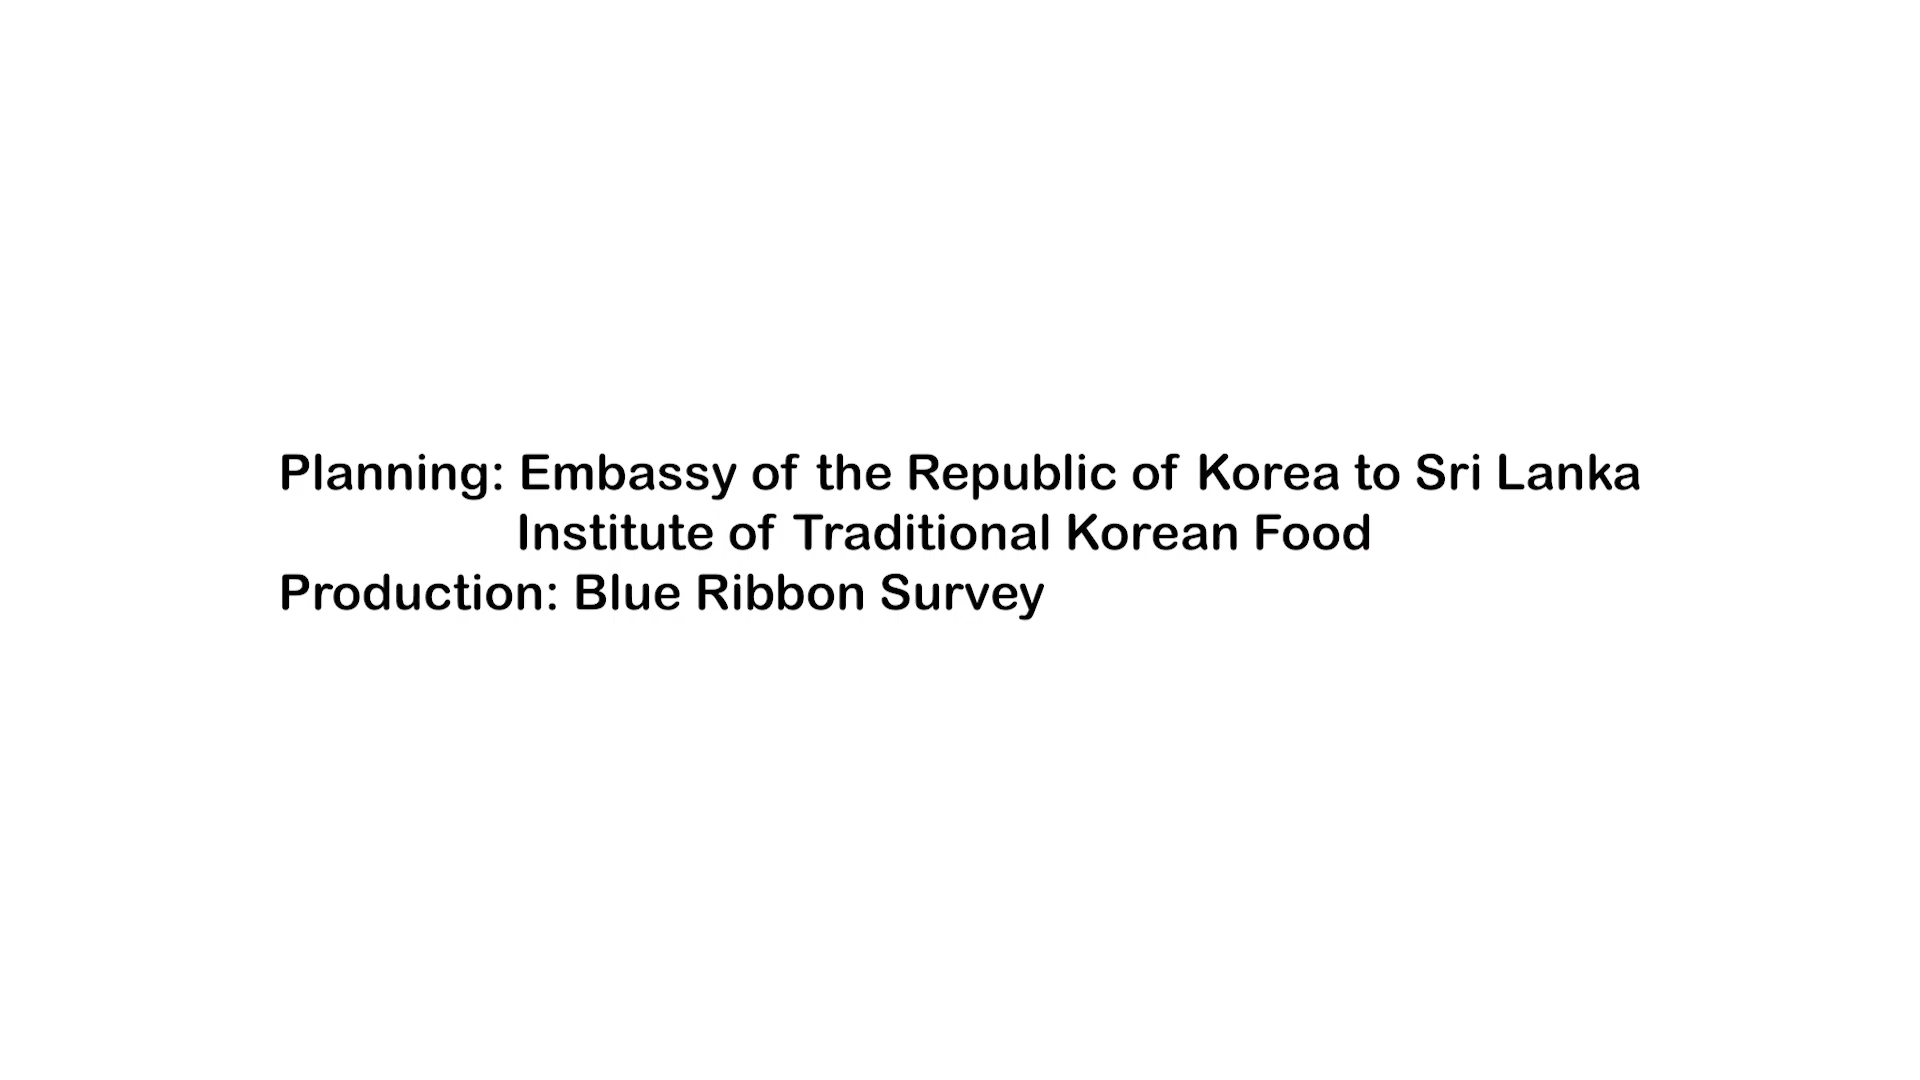 Planning: Embassy of the Republic of Korea to Sri Lanka
Institute of Traditional Korean Food
Production: Blue Ribbon Survey